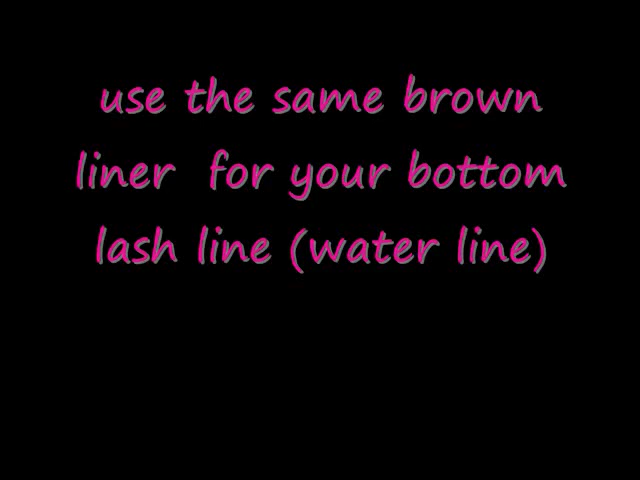 use the same brown
liner  for your bottom
lash line (water line)